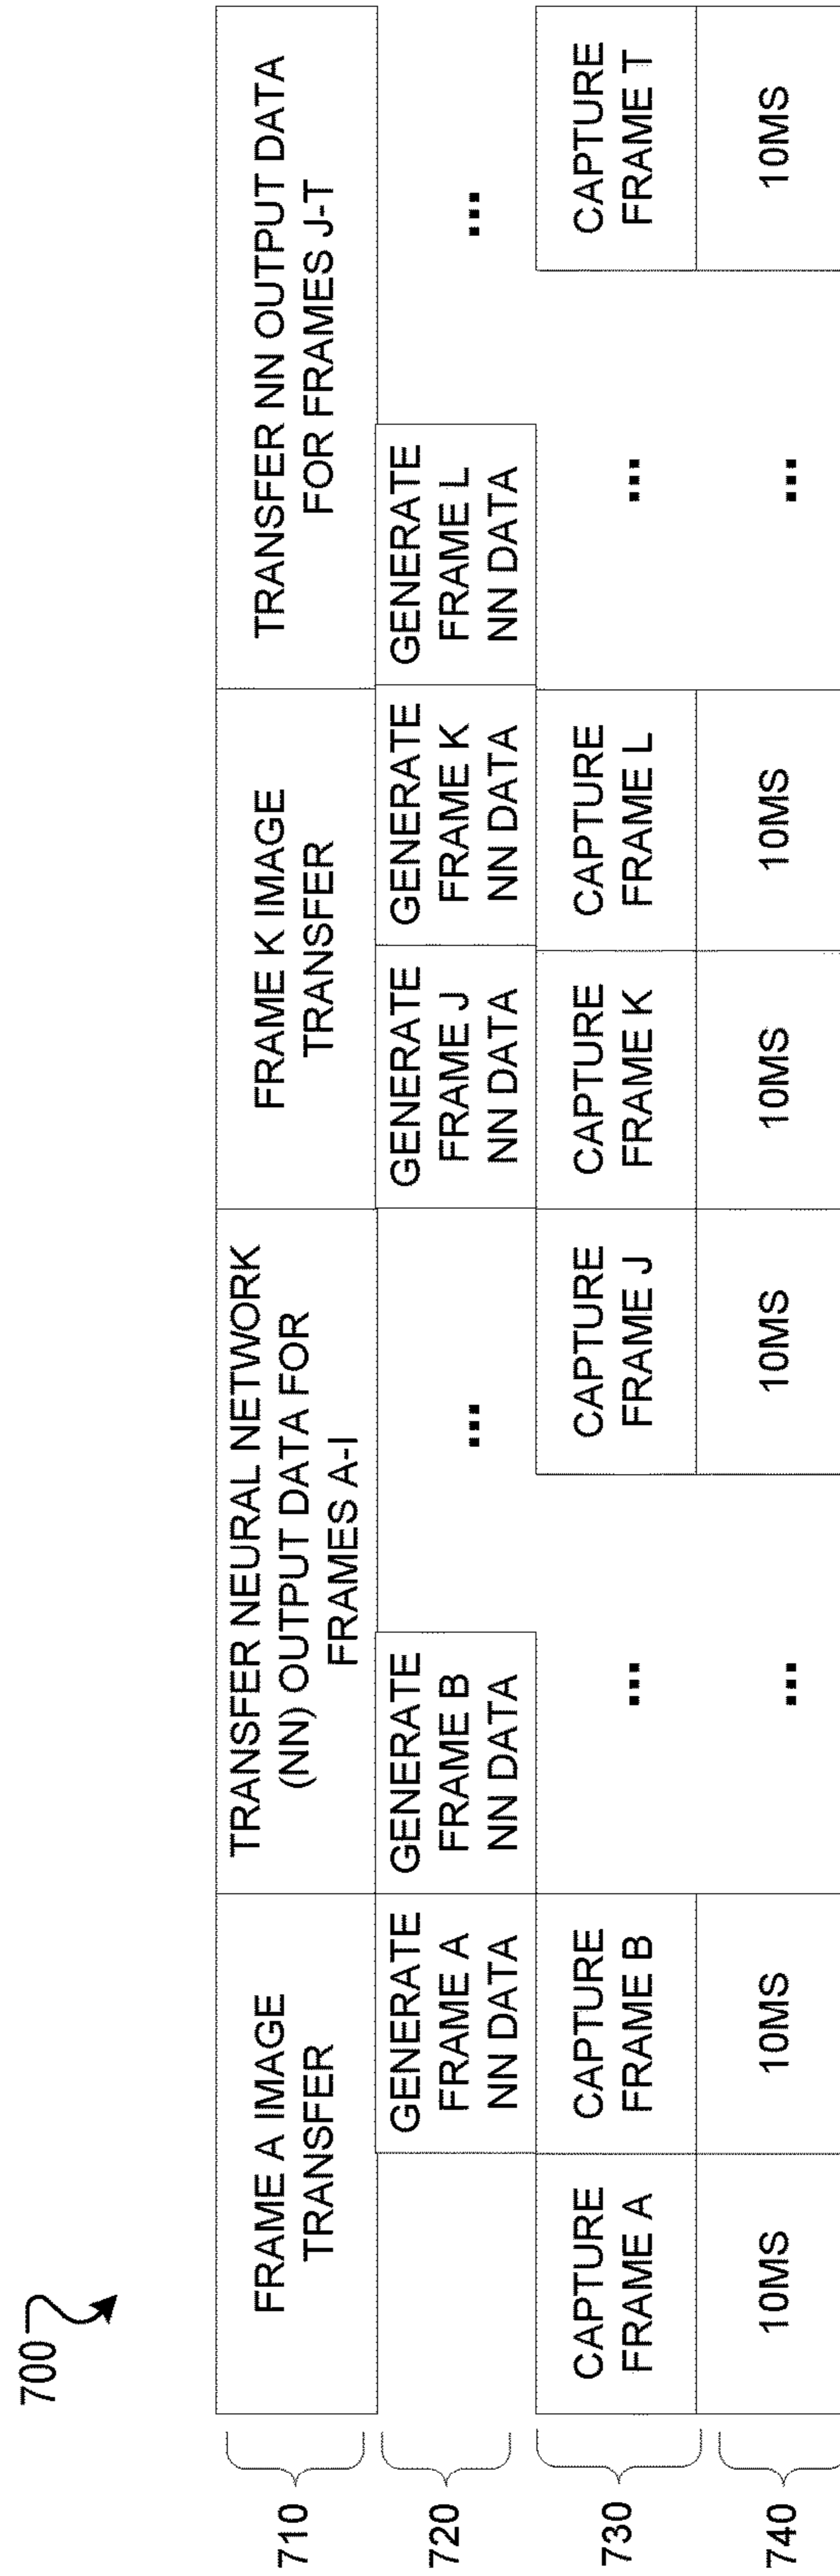 700
710
FRAME A IMAGE
TRANSFER
TRANSFER NEURAL NETWORK
(NN) OUTPUT DATA FOR
FRAMES A-I
FRAME K IMAGE
TRANSFER
TRANSFER NN OUTPUT DATA
FOR FRAMES J-T
720
GENERATE
FRAME A
NN DATA
GENERATE
FRAME B
NN DATA
...
GENERATE
FRAME J
NN DATA
GENERATE
FRAME K
NN DATA
GENERATE
FRAME L
NN DATA
...
730
CAPTURE
FRAME A
CAPTURE
FRAME B
...
CAPTURE
FRAME J
CAPTURE
FRAME K
CAPTURE
FRAME L
...
CAPTURE
FRAME T
740
10MS
10MS
...
10MS
10MS
10MS
...
10MS